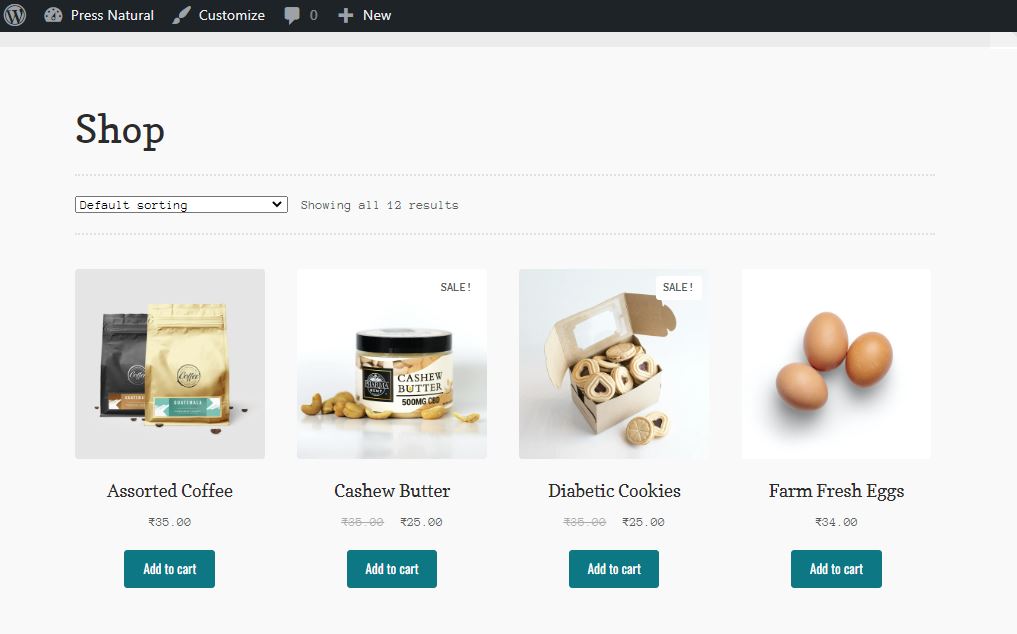 Press Natural Customize 0 New
Shop
Default sorting Showing all 12 results
SALE!
SALE!
Coffee
Coffee
GUATEMALA
GUATEMALA
PHARMA
HEMP
CASHEW
BUTTER
500MG CBD
Assorted Coffee
Cashew Butter
Diabetic Cookies
Farm Fresh Eggs
₹35.00
₹35.00 ₹25.00
₹35.00 ₹25.00
₹34.00
Add to cart
Add to cart
Add to cart
Add to cart